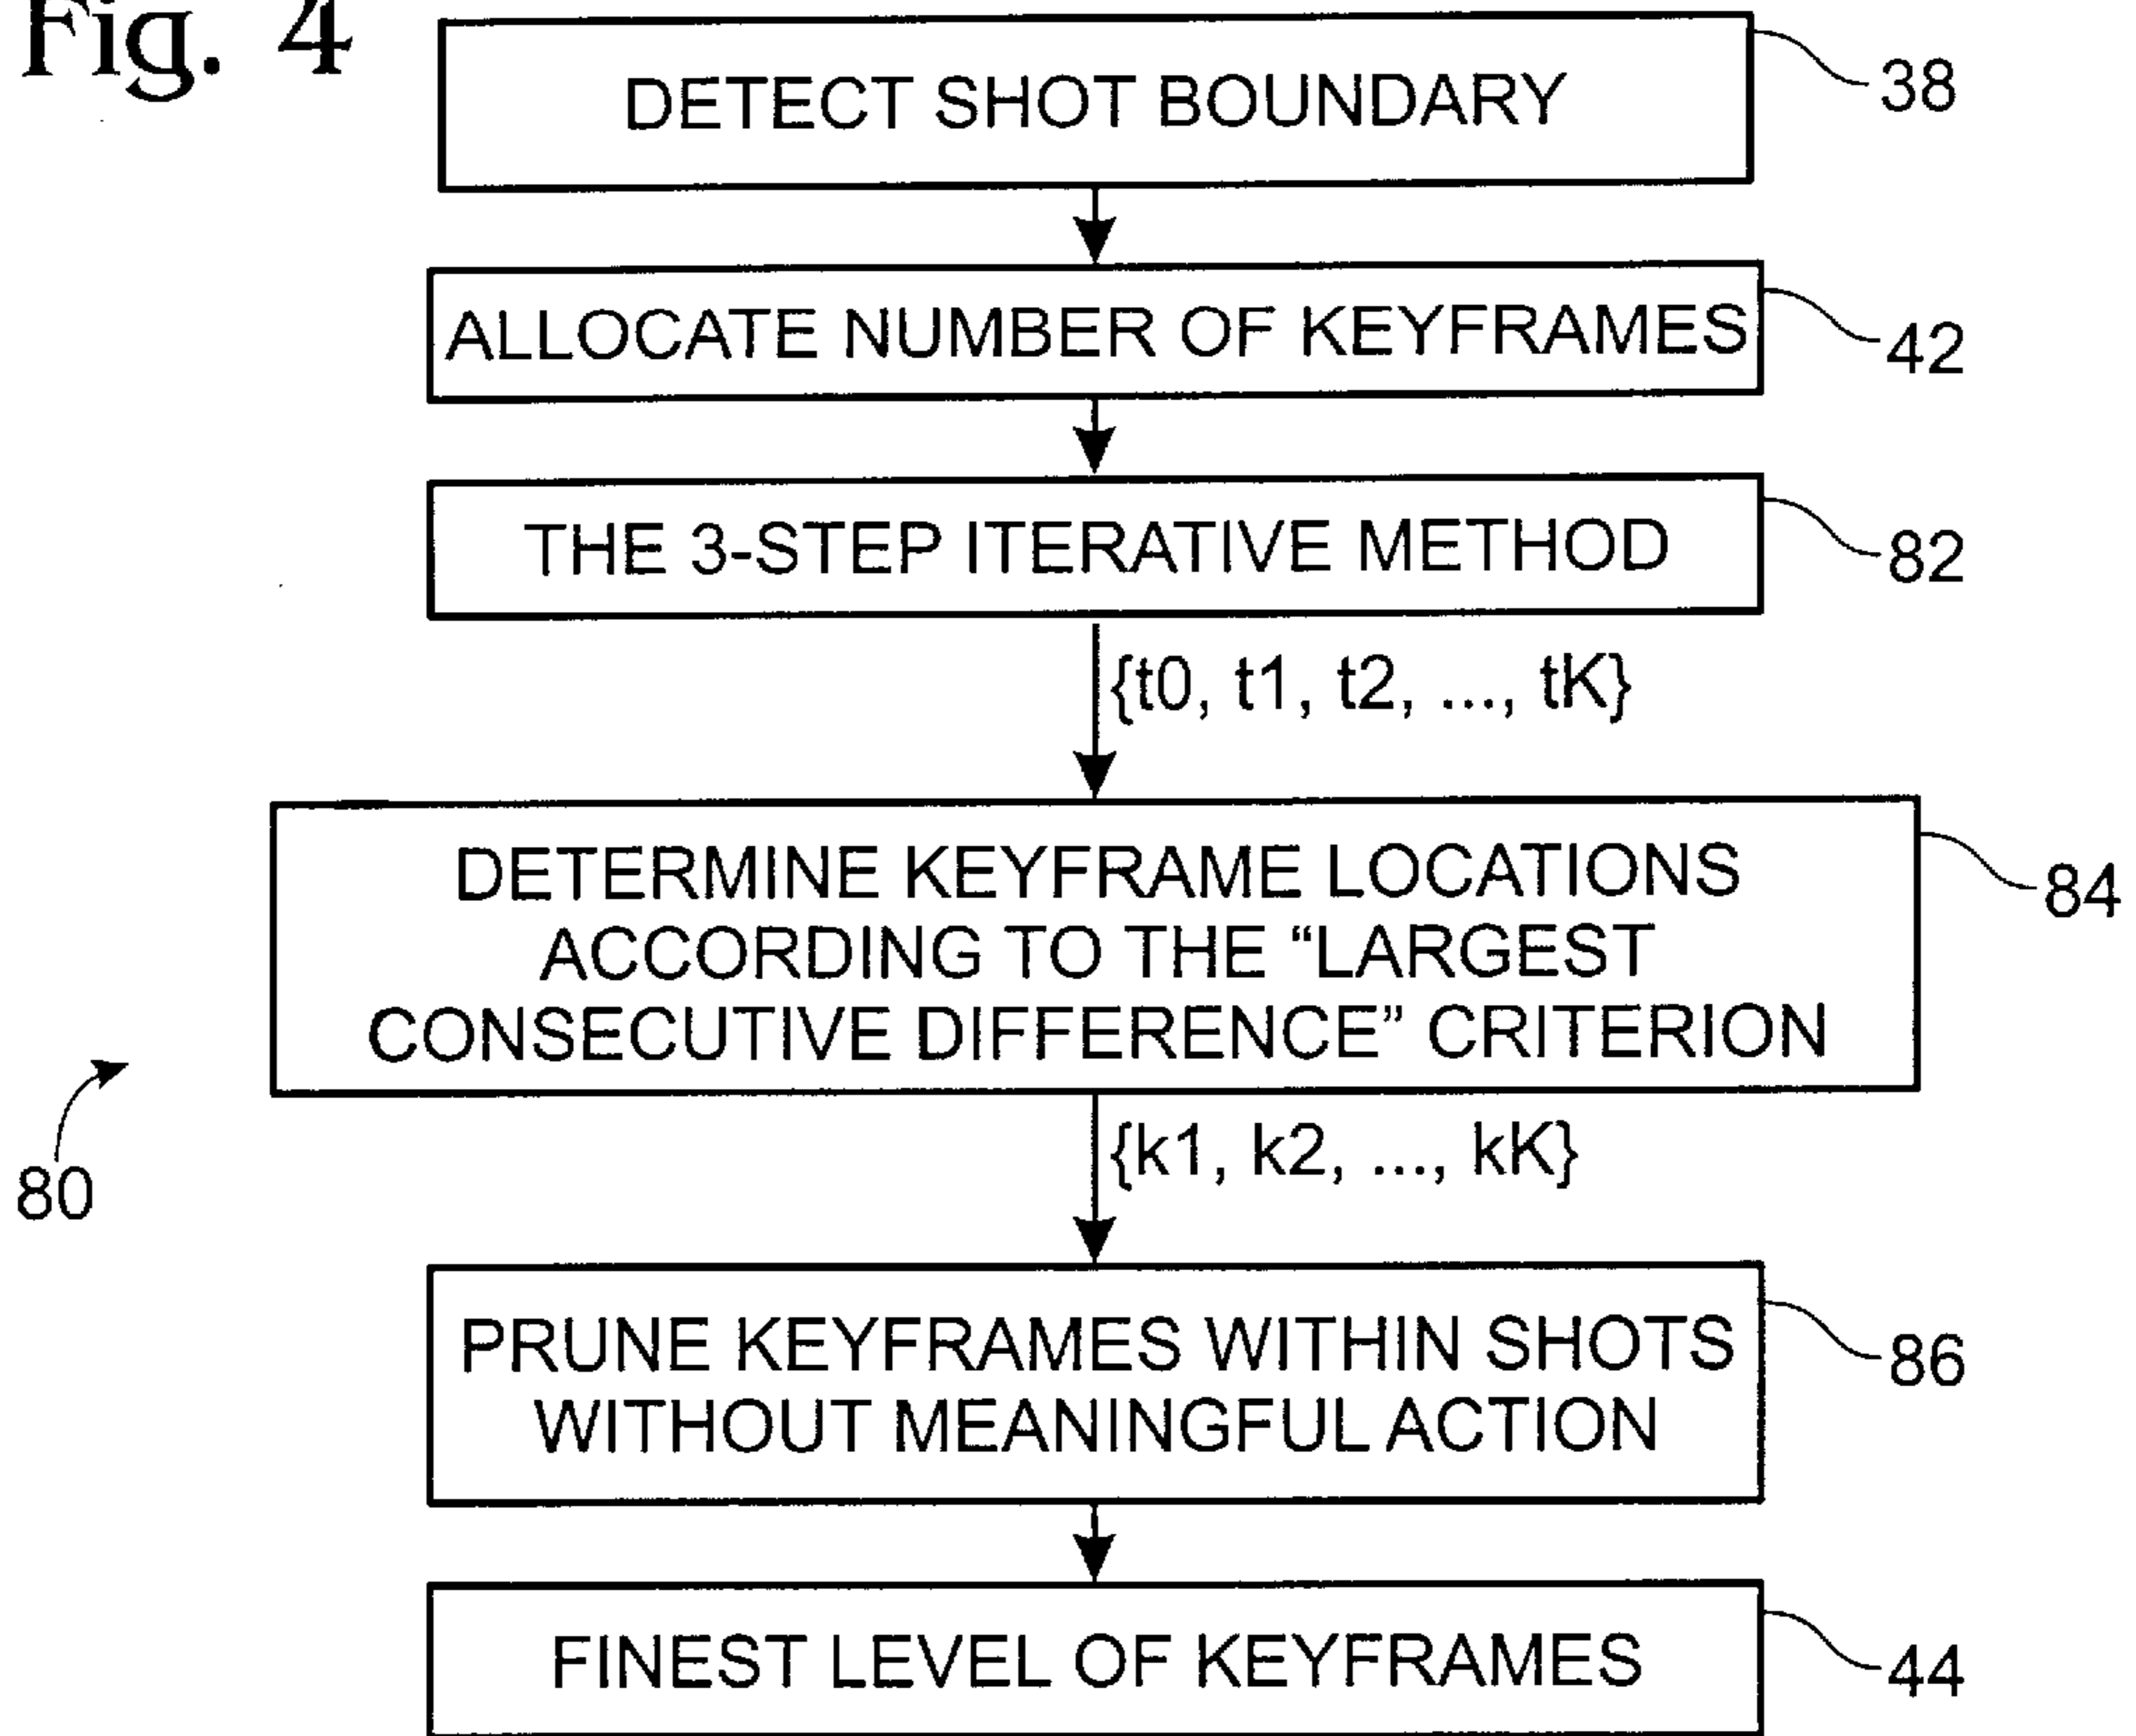 Fig. 4
DETECT SHOT BOUNDARY
38
ALLOCATE NUMBER OF KEYFRAMES
42
THE 3-STEP ITERATIVE METHOD
82
{t0, t1, t2, ..., tK}
DETERMINE KEYFRAME LOCATIONS
ACCORDING TO THE “LARGEST
CONSECUTIVE DIFFERENCE” CRITERION
84
80
{k1, k2, ..., kK}
PRUNE KEYFRAMES WITHIN SHOTS
WITHOUT MEANINGFUL ACTION
86
FINEST LEVEL OF KEYFRAMES
44